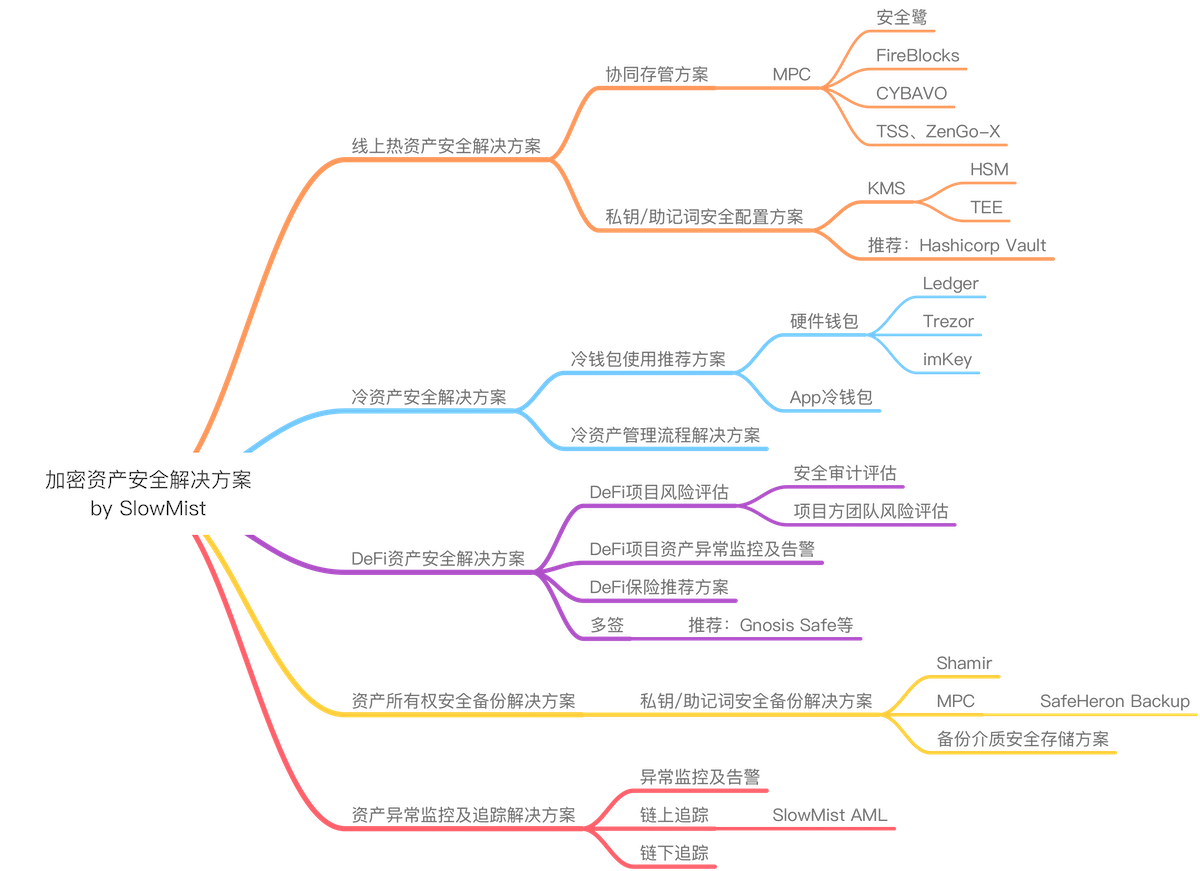 加密资产安全解决方案
by SlowMist
线上热资产安全解决方案
协同存管方案
MPC
安全鹭
FireBlocks
CYBAVO
TSS、ZenGo-X
私钥/助记词安全配置方案
KMS
HSM
TEE
推荐：Hashicorp Vault
冷资产安全解决方案
冷钱包使用推荐方案
硬件钱包
Ledger
Trezor
imKey
App冷钱包
冷资产管理流程解决方案
DeFi资产安全解决方案
DeFi项目风险评估
安全审计评估
项目方团队风险评估
DeFi项目资产异常监控及告警
DeFi保险推荐方案
多签
推荐：Gnosis Safe等
资产所有权安全备份解决方案
私钥/助记词安全备份解决方案
Shamir
MPC
SafeHeron Backup
备份介质安全存储方案
资产异常监控及追踪解决方案
异常监控及告警
链上追踪
SlowMist AML
链下追踪